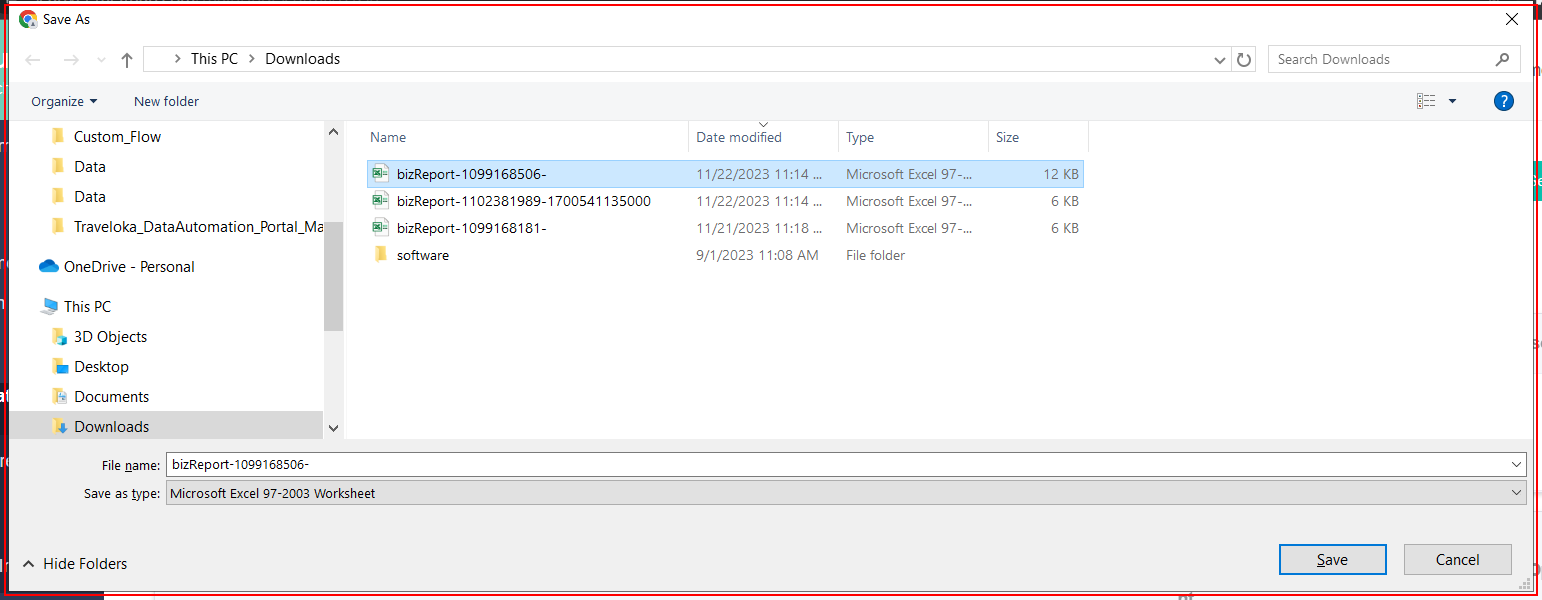 Save As
This PC > Downloads
Search Downloads
Organize
New folder
?
Custom_Flow
Data
Data
Traveloka_DataAutomation_Portal_Ma
OneDrive - Personal
This PC
3D Objects
Desktop
Documents
Downloads
Name Date modified Type Size
bizReport-1099168506- 11/22/2023 11:14 ... Microsoft Excel 97-... 12 KB
bizReport-1102381989-1700541135000 11/22/2023 11:14 ... Microsoft Excel 97-... 6 KB
bizReport-1099168181- 11/21/2023 11:18 ... Microsoft Excel 97-... 6 KB
software 9/1/2023 11:08 AM File folder
File name: bizReport-1099168506-
Save as type: Microsoft Excel 97-2003 Worksheet
Hide Folders
Save
Cancel